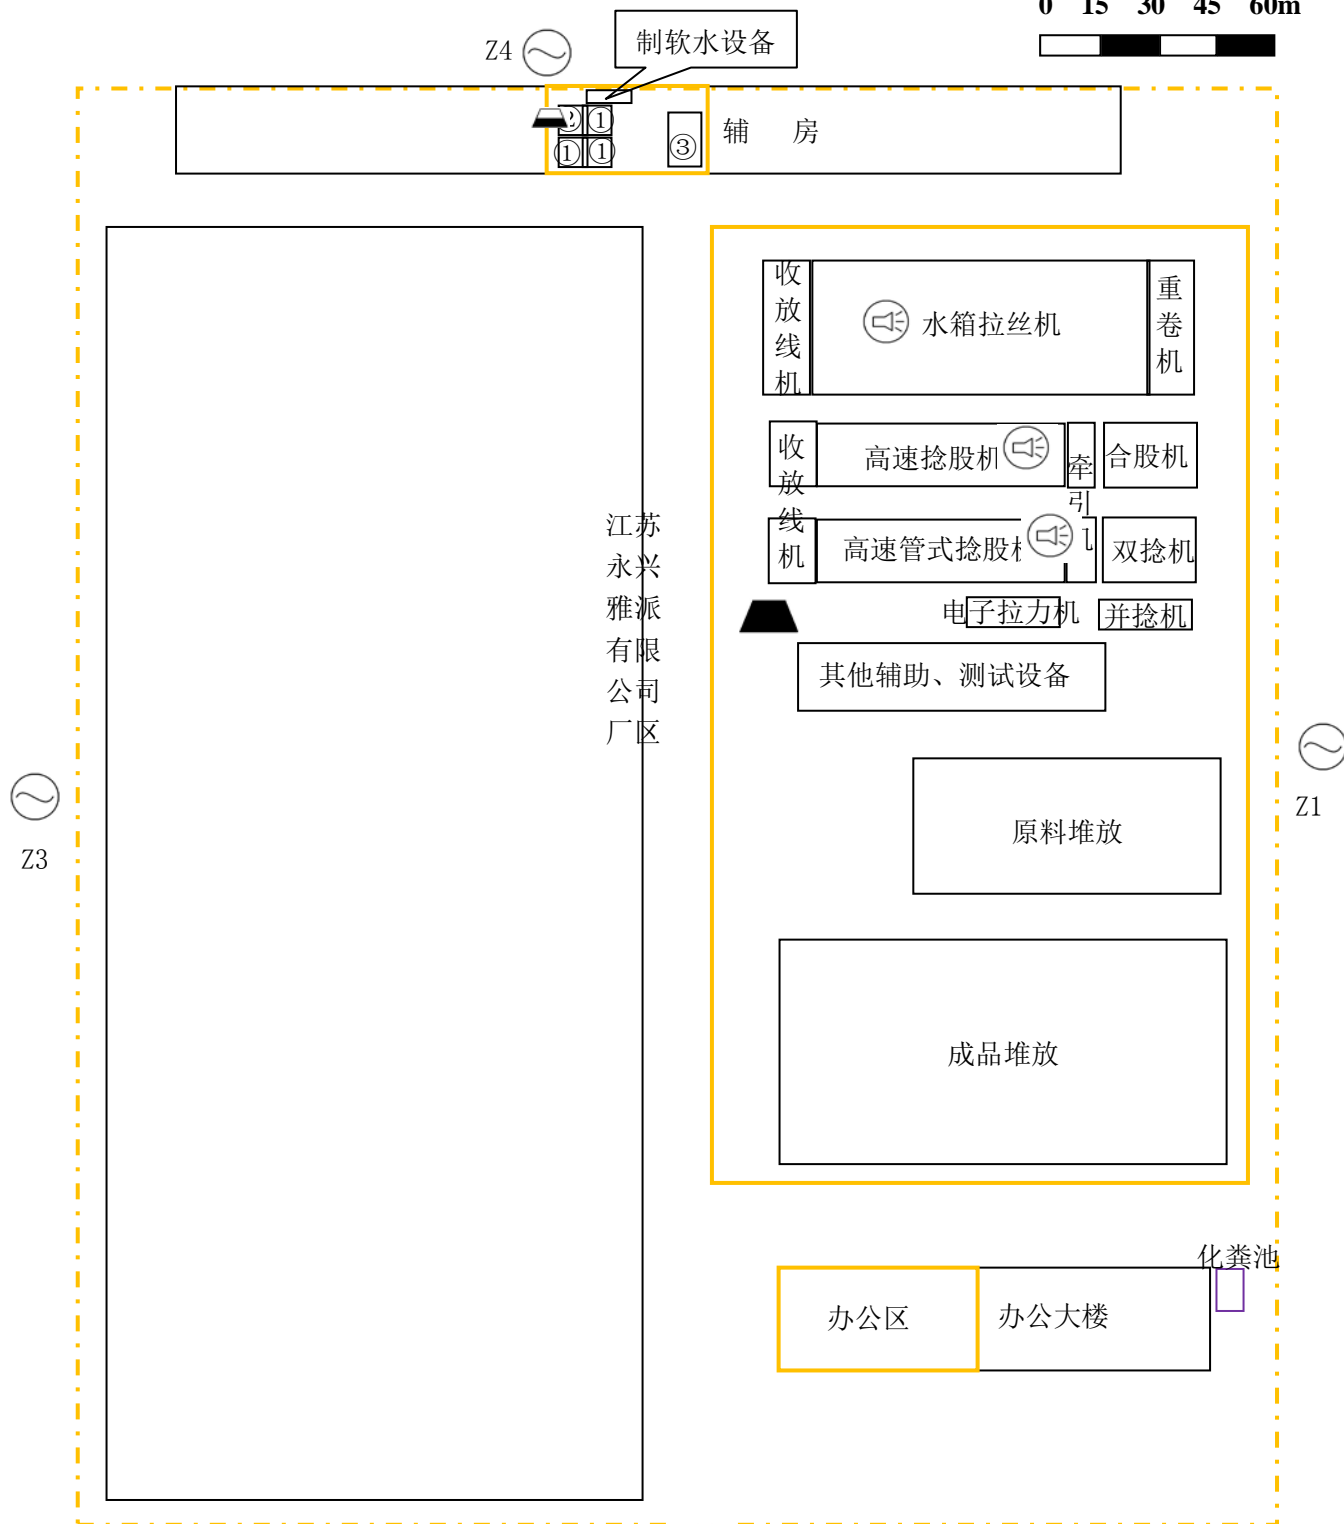 0 15 30 45 60m
Z4
制软水设备
② ①
① ①
③
辅 房
收放线机
水箱拉丝机
重卷机
收放线机
高速捻股机
牵引
合股机
高速管式捻股
双捻机
电子拉力机
并捻机
其他辅助、测试设备
江苏
永兴
雅派
有限
公司
厂区
Z3
Z1
原料堆放
成品堆放
化粪池
办公区
办公大楼